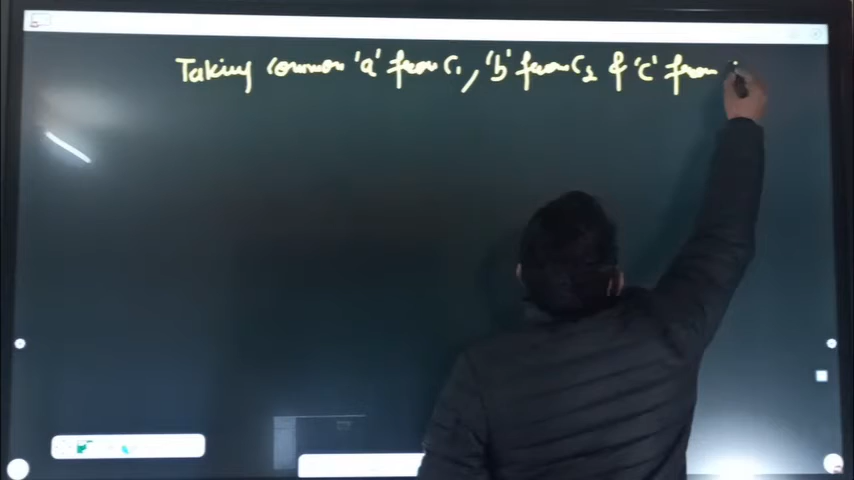 Taking common 'a' from C₁, 'b' from C₂ & 'c' from